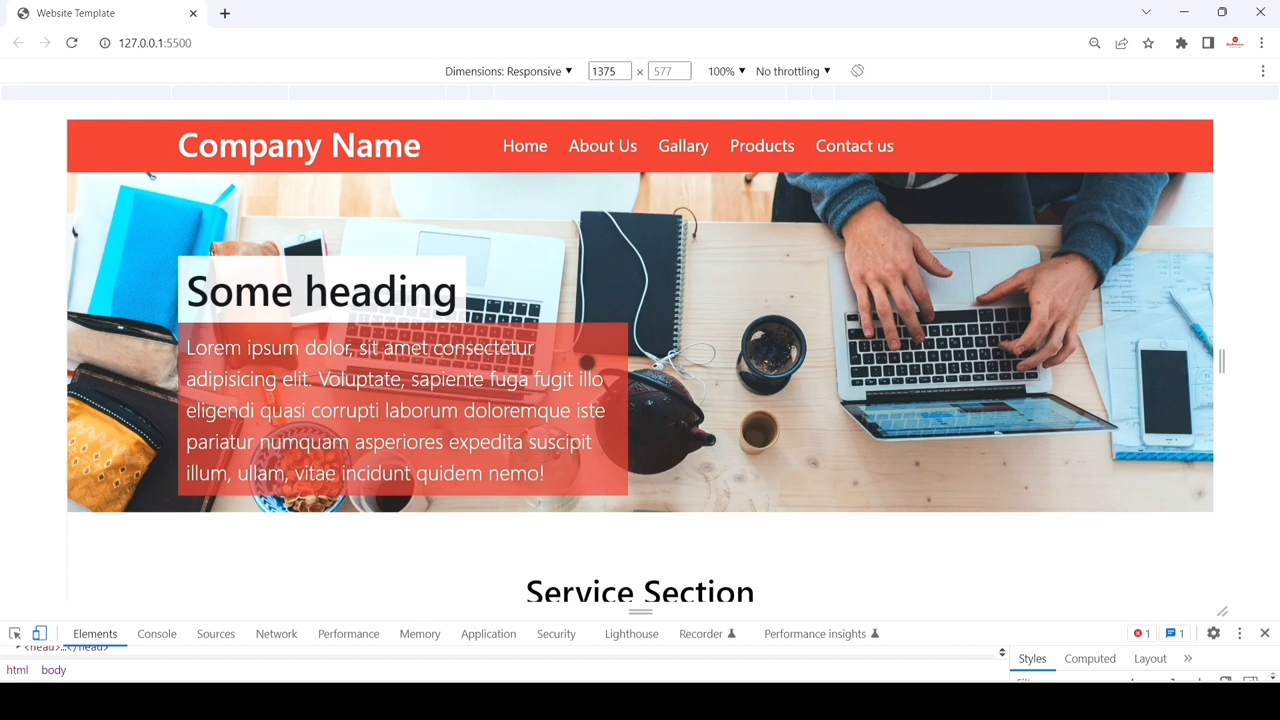 Website Template
127.0.0.1:5500
Dimensions: Responsive 1375 × 577 100% No throttling
Company Name Home About Us Gallary Products Contact us
Some heading
Lorem ipsum dolor, sit amet consectetur
adipisicing elit. Voluptate, sapiente fuga fugit illo
eligendi quasi corrupti laborum doloremque iste
pariatur numquam asperiores expedita suscipit
illum, ullam, vitae incidunt quidem nemo!
Service Section
Elements Console Sources Network Performance Memory Application Security Lighthouse Recorder Performance insights 1 1
<head>…</head>
Styles Computed Layout »
html body